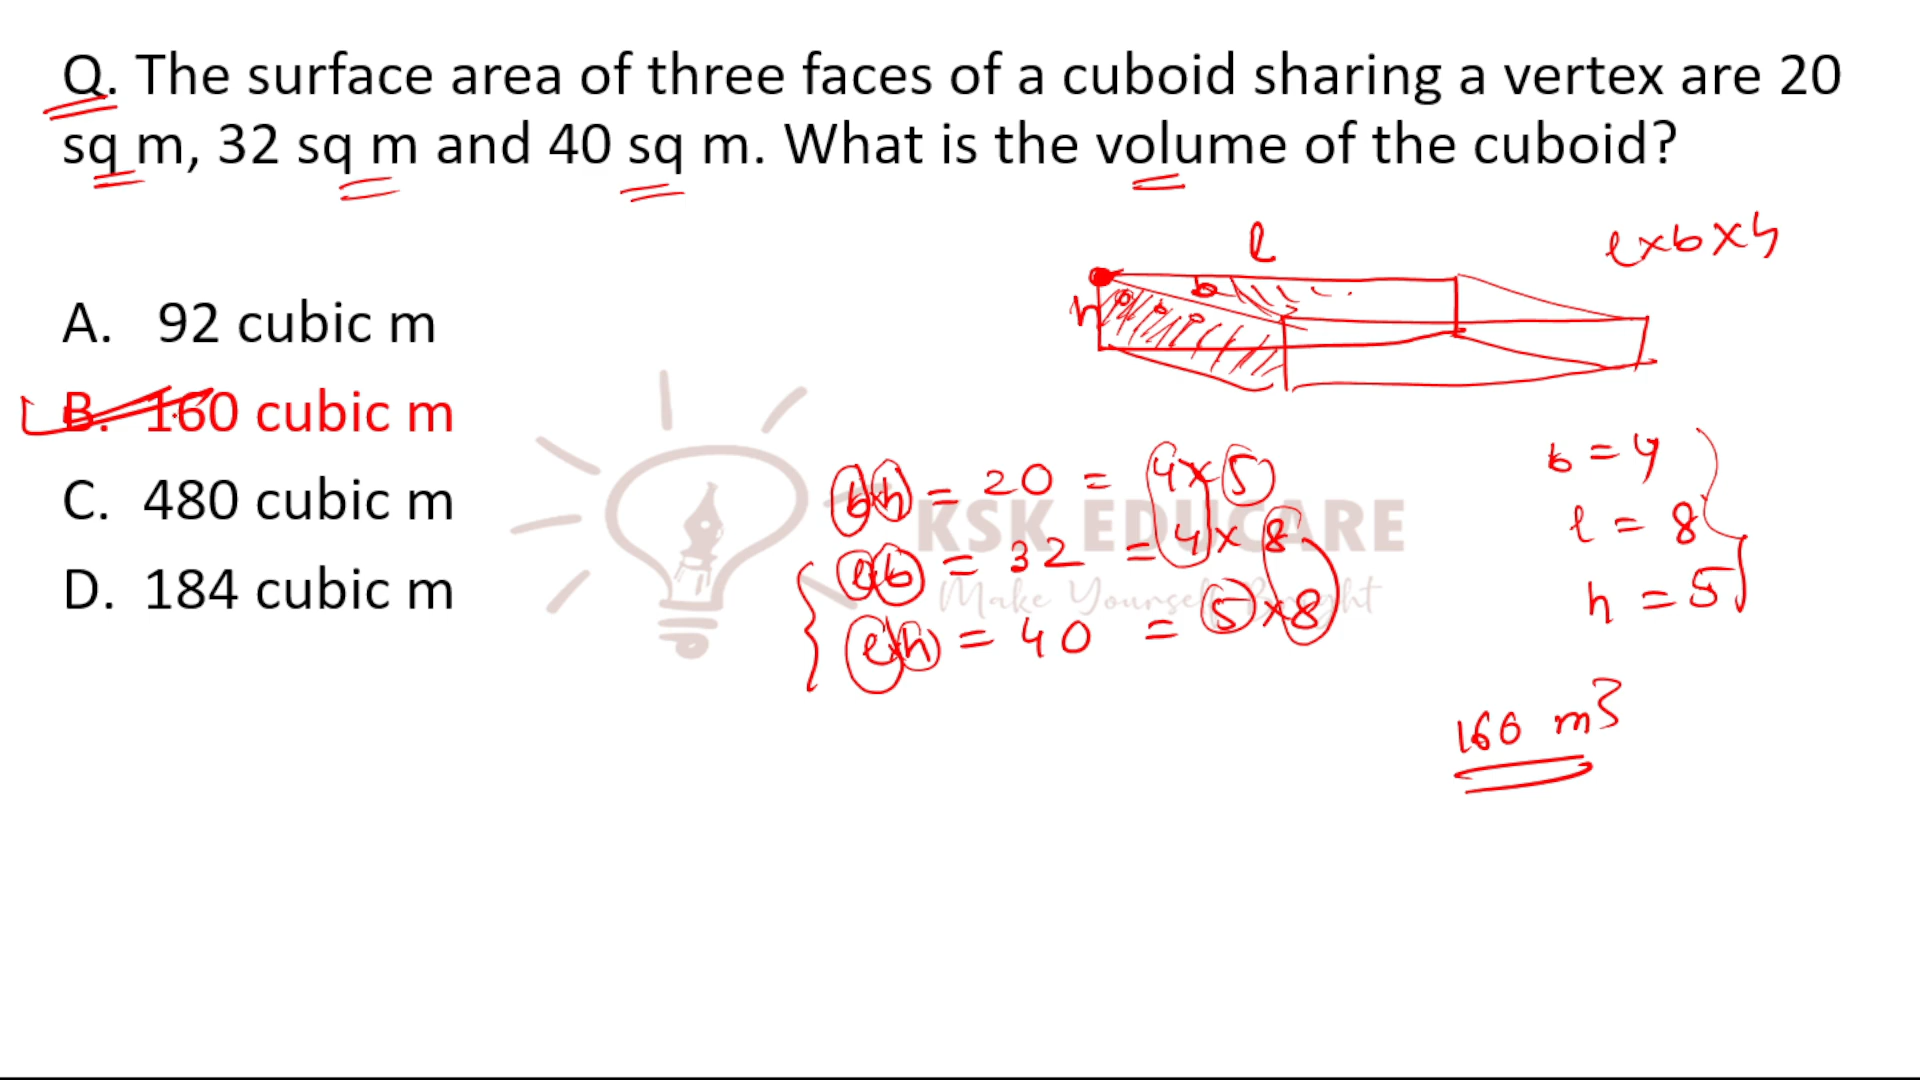 Q. The surface area of three faces of a cuboid sharing a vertex are 20
sq m, 32 sq m and 40 sq m. What is the volume of the cuboid?
l
l×b×h
b
h
A. 92 cubic m
B. 160 cubic m
C. 480 cubic m
D. 184 cubic m
b×h = 20 = 4×5
l×b = 32 = 4×8
l×h = 40 = 5×8
b = 4
l = 8
h = 5
160 m3
KSK EDUCARE
Make Yourself Bright